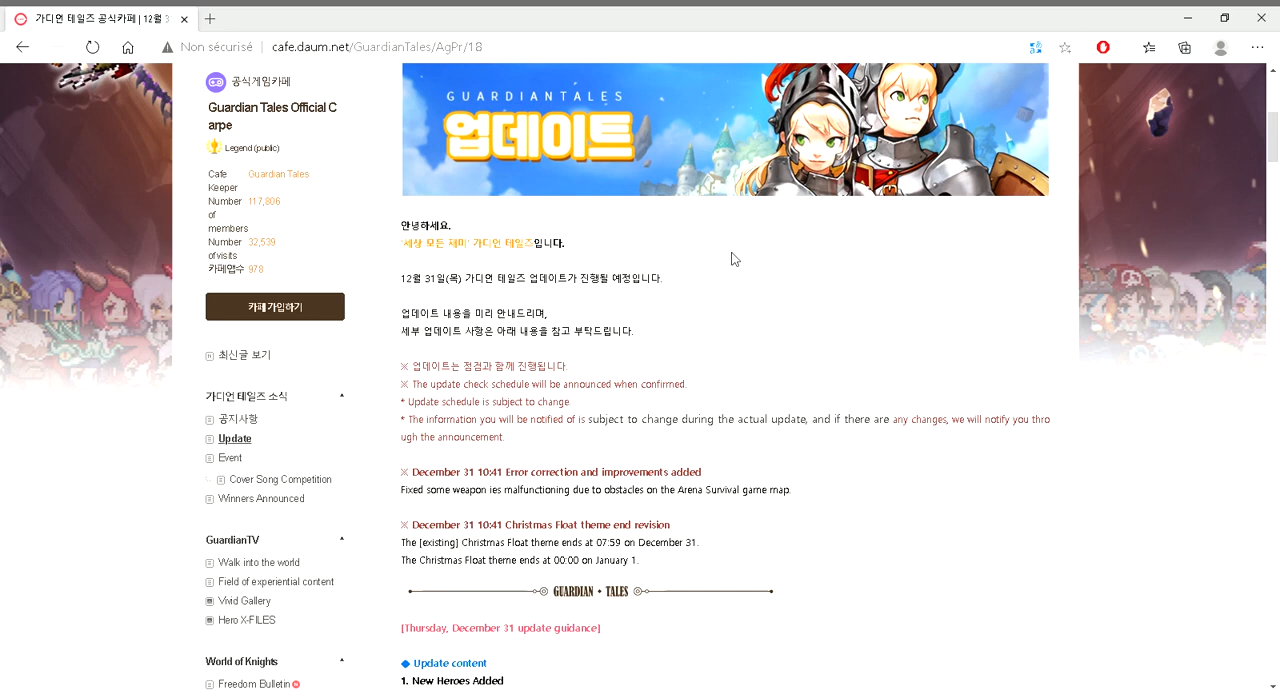 가디언 테일즈 공식카페 | 12월 3
Non sécurisé | cafe.daum.net/GuardianTales/AgPr/18
공식게임카페
Guardian Tales Official C
arpe
Legend (public)
Cafe Keeper Guardian Tales
Number of members 117,806
Number of visits 32,539
카페앱수 978
카페 가입하기
최신글 보기
가디언 테일즈 소식
공지사항
Update
Event
Cover Song Competition
Winners Announced
GuardianTV
Walk into the world
Field of experiential content
Vivid Gallery
Hero X-FILES
World of Knights
Freedom Bulletin
GUARDIANTALES
업데이트
안녕하세요.
'세상 모든 재미' 가디언 테일즈입니다.
12월 31일(목) 가디언 테일즈 업데이트가 진행될 예정입니다.
업데이트 내용을 미리 안내드리며,
세부 업데이트 사항은 아래 내용을 참고 부탁드립니다.
※ 업데이트는 점검과 함께 진행됩니다.
※ The update check schedule will be announced when confirmed.
* Update schedule is subject to change.
* The information you will be notified of is subject to change during the actual update, and if there are any changes, we will notify you thro
ugh the announcement.
※ December 31 10:41 Error correction and improvements added
Fixed some weapon ies malfunctioning due to obstacles on the Arena Survival game map.
※ December 31 10:41 Christmas Float theme end revision
The [existing] Christmas Float theme ends at 07:59 on December 31.
The Christmas Float theme ends at 00:00 on January 1.
GUARDIAN • TALES
[Thursday, December 31 update guidance]
◆ Update content
1. New Heroes Added